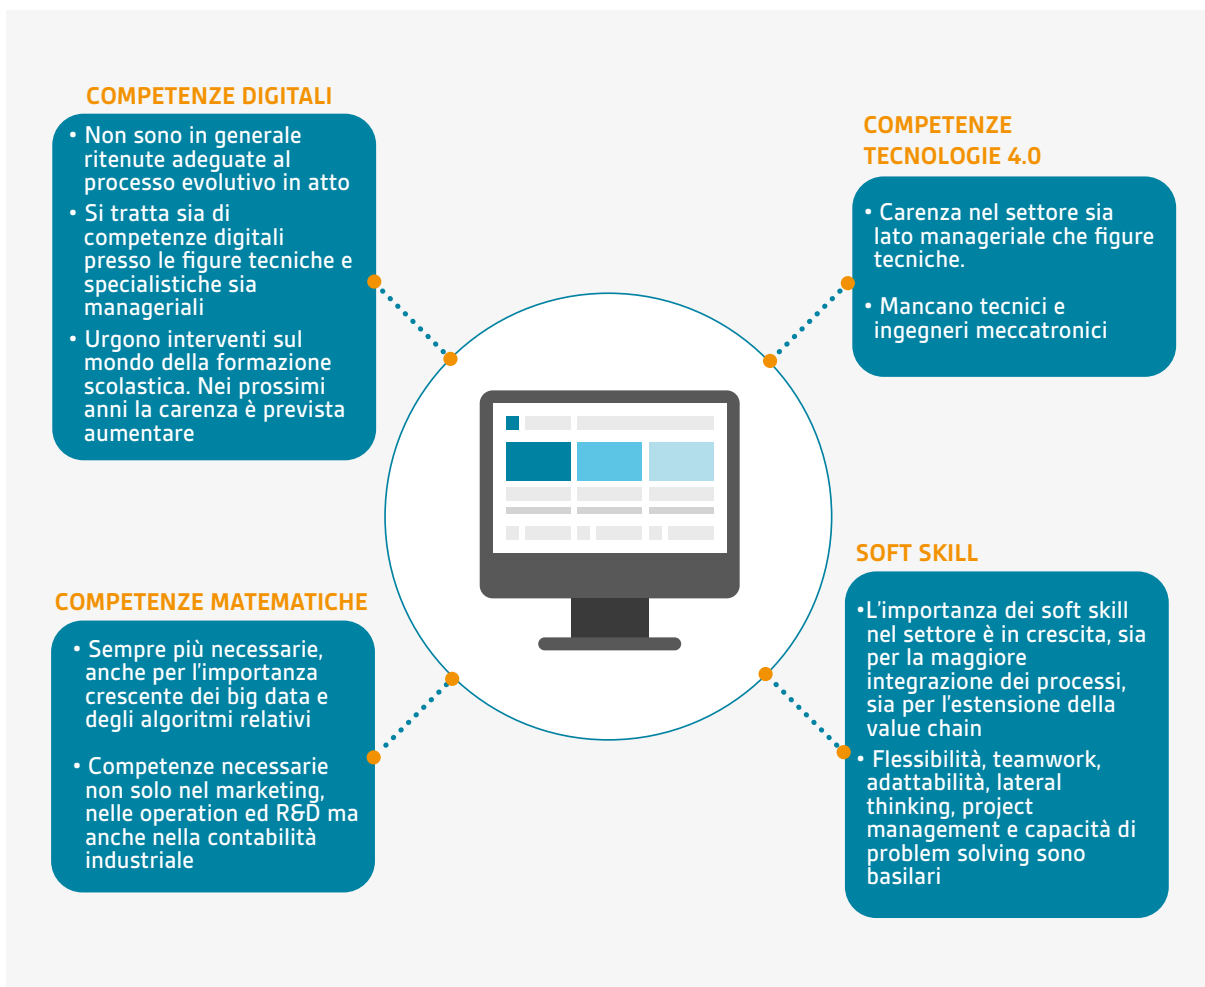 COMPETENZE DIGITALI
• Non sono in generale
ritenute adeguate al
processo evolutivo in atto
• Si tratta sia di
competenze digitali
presso le figure tecniche e
specialistiche sia
manageriali
• Urgono interventi sul
mondo della formazione
scolastica. Nei prossimi
anni la carenza è prevista
aumentare
COMPETENZE
TECNOLOGIE 4.0
• Carenza nel settore sia
lato manageriale che figure
tecniche.
• Mancano tecnici e
ingegneri meccatronici
COMPETENZE MATEMATICHE
• Sempre più necessarie,
anche per l'importanza
crescente dei big data e
degli algoritmi relativi
• Competenze necessarie
non solo nel marketing,
nelle operation ed R&D ma
anche nella contabilità
industriale
SOFT SKILL
•L'importanza dei soft skill
nel settore è in crescita, sia
per la maggiore
integrazione dei processi,
sia per l'estensione della
value chain
• Flessibilità, teamwork,
adattabilità, lateral
thinking, project
management e capacità di
problem solving sono
basilari